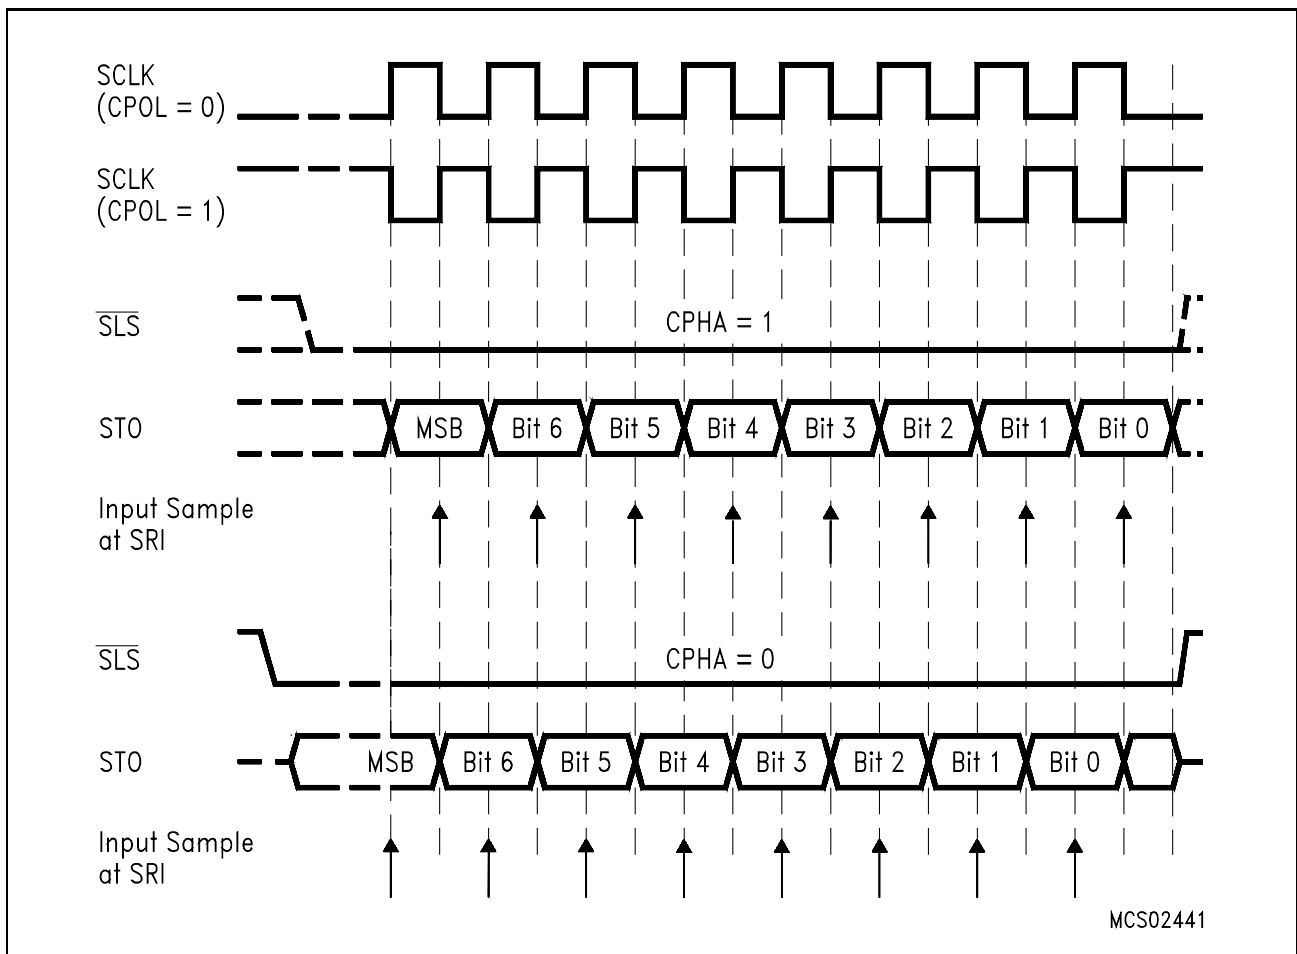 SCLK
(CPOL = 0)
SCLK
(CPOL = 1)
SLS
CPHA = 1
STO
MSB
Bit 6
Bit 5
Bit 4
Bit 3
Bit 2
Bit 1
Bit 0
Input Sample
at SRI
SLS
CPHA = 0
STO
MSB
Bit 6
Bit 5
Bit 4
Bit 3
Bit 2
Bit 1
Bit 0
Input Sample
at SRI
MCS02441